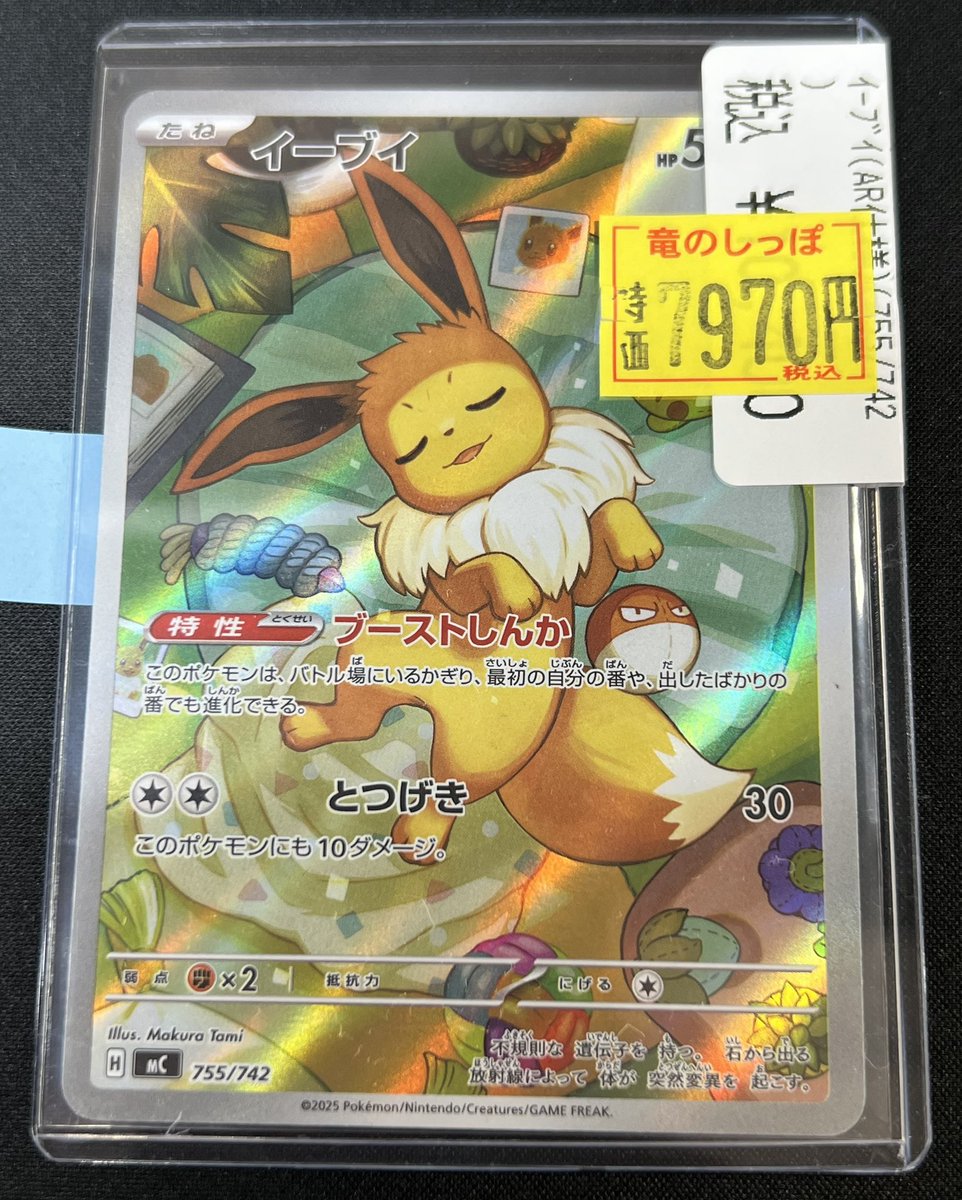 たね
イーブイ
HP 5
税込
イーブイ(AR仕様)(755/742
)
竜のしっぽ
特価 7970円
税込
特性
とくせい
ブーストしんか
このポケモンは、バトル場にいるかぎり、最初の自分の番や、出したばかりの
番でも進化できる。
とつげき 30
このポケモンにも10ダメージ。
弱点 ×2 抵抗力 にげる
Illus. Makura Tami
H MC 755/742
不規則な 遺伝子を 持つ。 石から出る
放射線によって 体が 突然変異を 起こす。
©2025 Pokémon/Nintendo/Creatures/GAME FREAK.